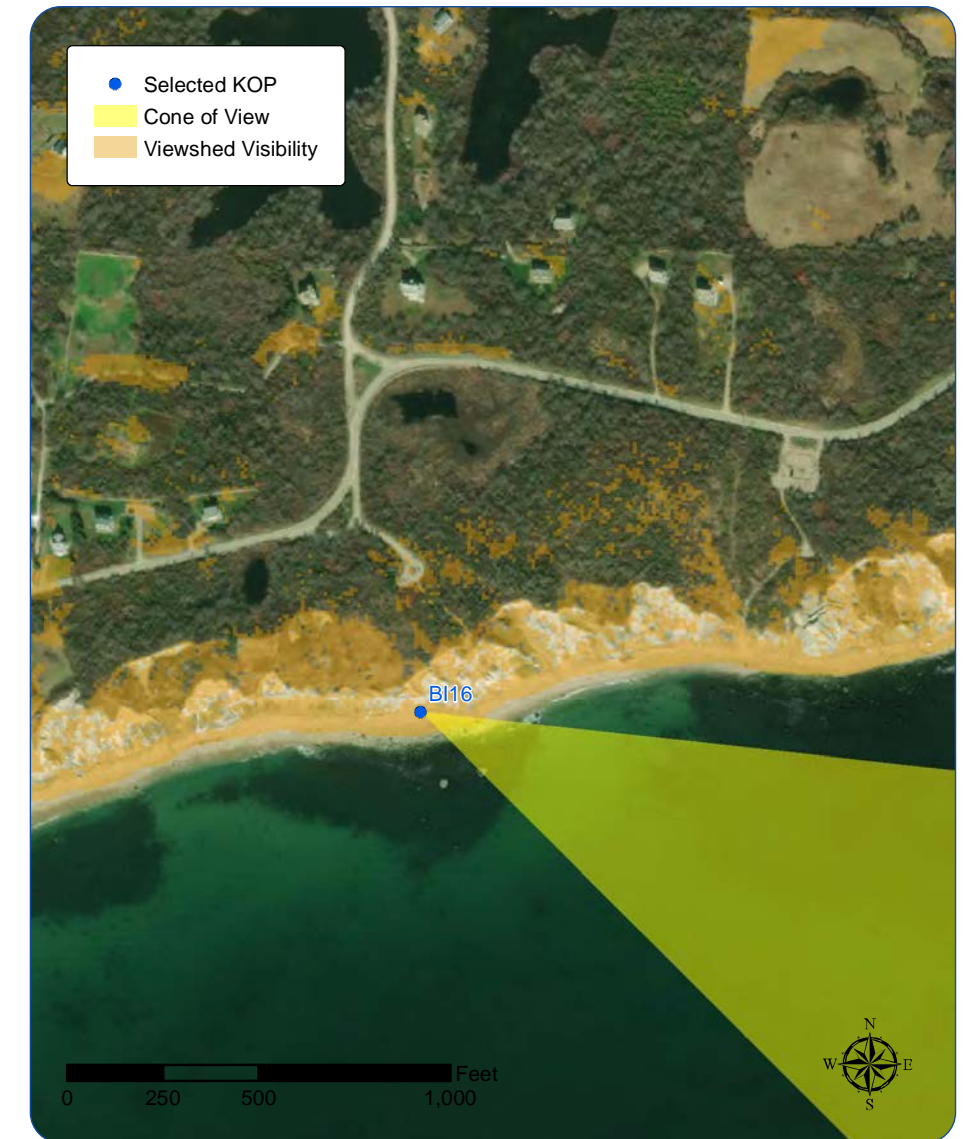 Selected KOP
Cone of View
Viewshed Visibility
BI16
N
W E
S
Feet
0 250 500 1,000